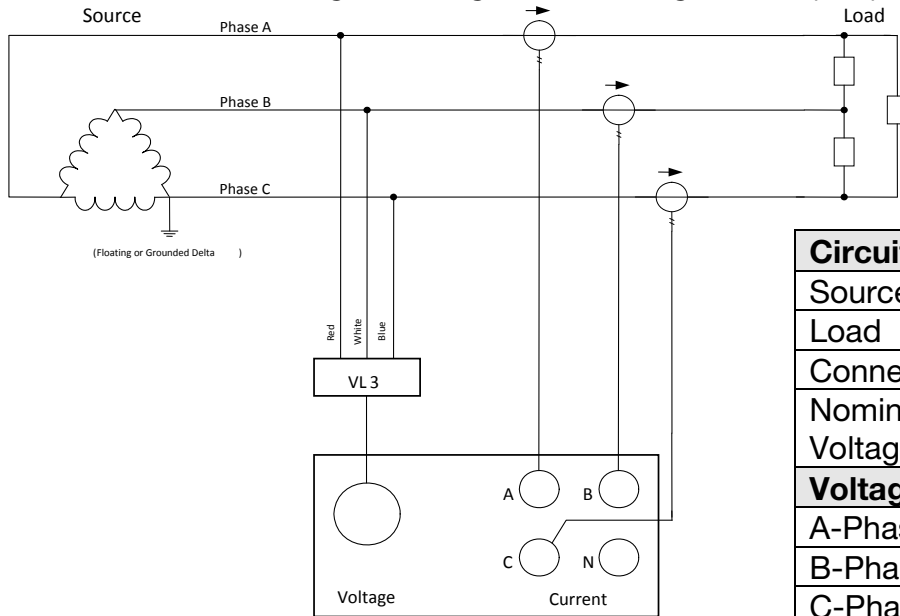 Source
Load
Phase A
Phase B
Phase C
(Floating or Grounded Delta )
Red
White
Blue
VL 3
A
B
C
N
Voltage
Current
Circui
Source
Load
Conne
Nomin
Voltag
Voltag
A-Phas
B-Pha
C-Pha